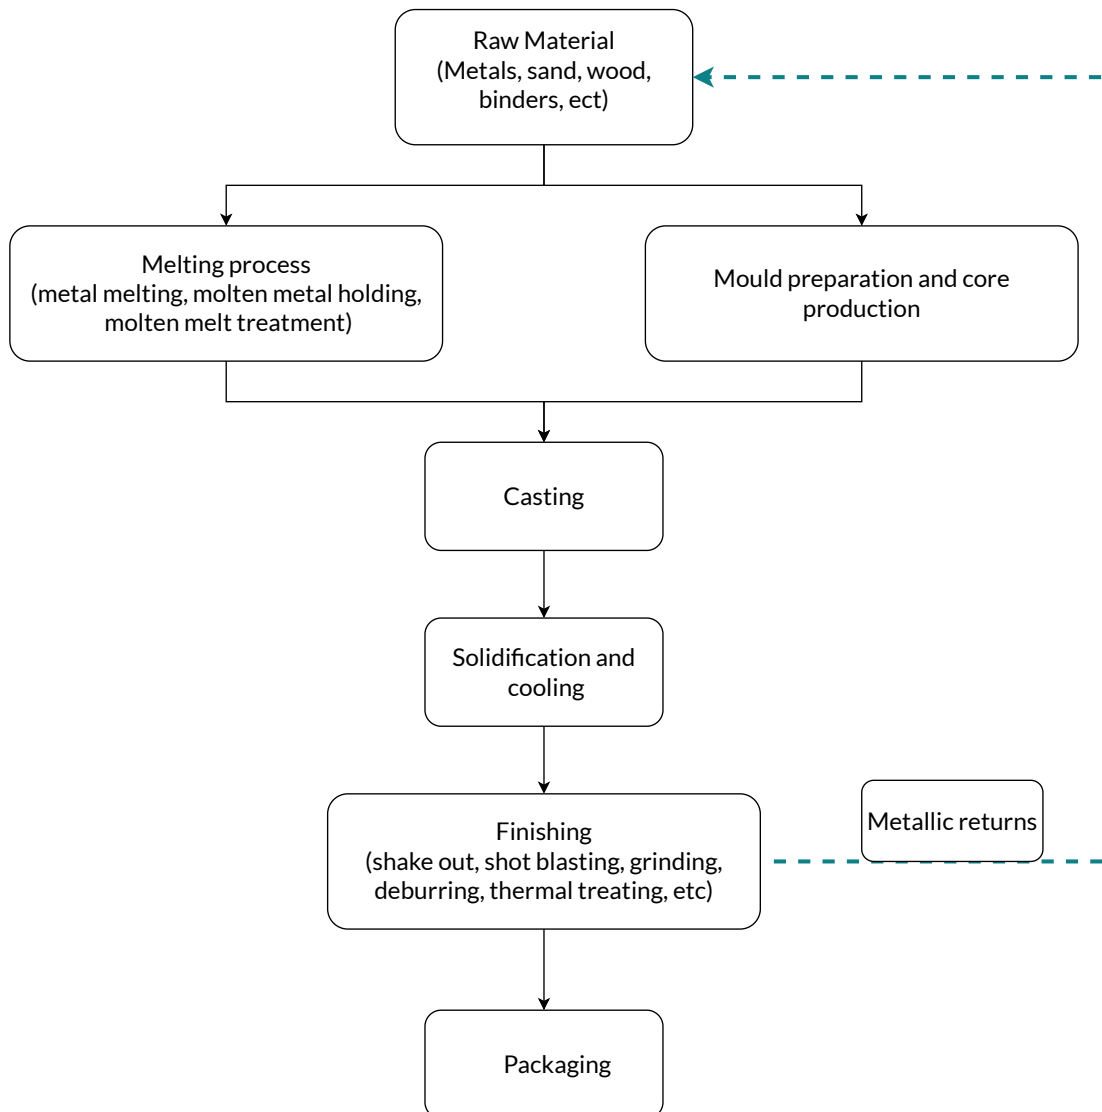 Raw Material
(Metals, sand, wood,
binders, ect)
Melting process
(metal melting, molten metal holding,
molten melt treatment)
Mould preparation and core
production
Casting
Solidification and
cooling
Finishing
(shake out, shot blasting, grinding,
deburring, thermal treating, etc)
Metallic returns
Packaging